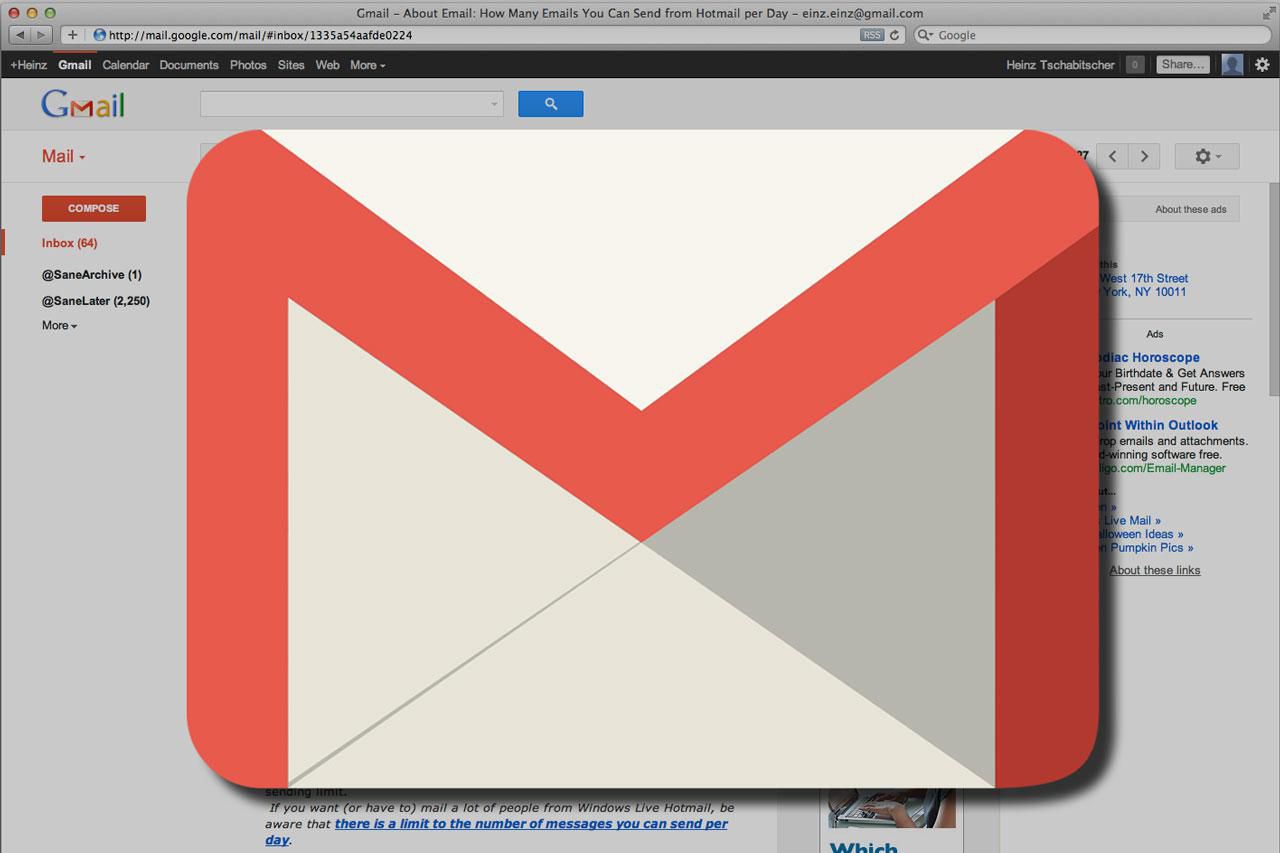 Gmail – About Email: How Many Emails You Can Send from Hotmail per Day – einz.einz@gmail.com
http://mail.google.com/mail/#inbox/1335a54aafde0224 RSS Google
+Heinz Gmail Calendar Documents Photos Sites Web More Heinz Tschabitscher 0 Share...
Gmail
Mail
COMPOSE About these ads
Inbox (64)
@SaneArchive (1)
@SaneLater (2,250)
More
this
West 17th Street
York, NY 10011
Ads
diac Horoscope
ur Birthdate & Get Answers
st-Present and Future. Free
tro.com/horoscope
oint Within Outlook
rop emails and attachments.
d-winning software free.
ligo.com/Email-Manager
ut...
en »
s Live Mail »
alloween Ideas »
en Pumpkin Pics »
About these links
sending limit.
If you want (or have to) mail a lot of people from Windows Live Hotmail, be
aware that there is a limit to the number of messages you can send per
day.
Which